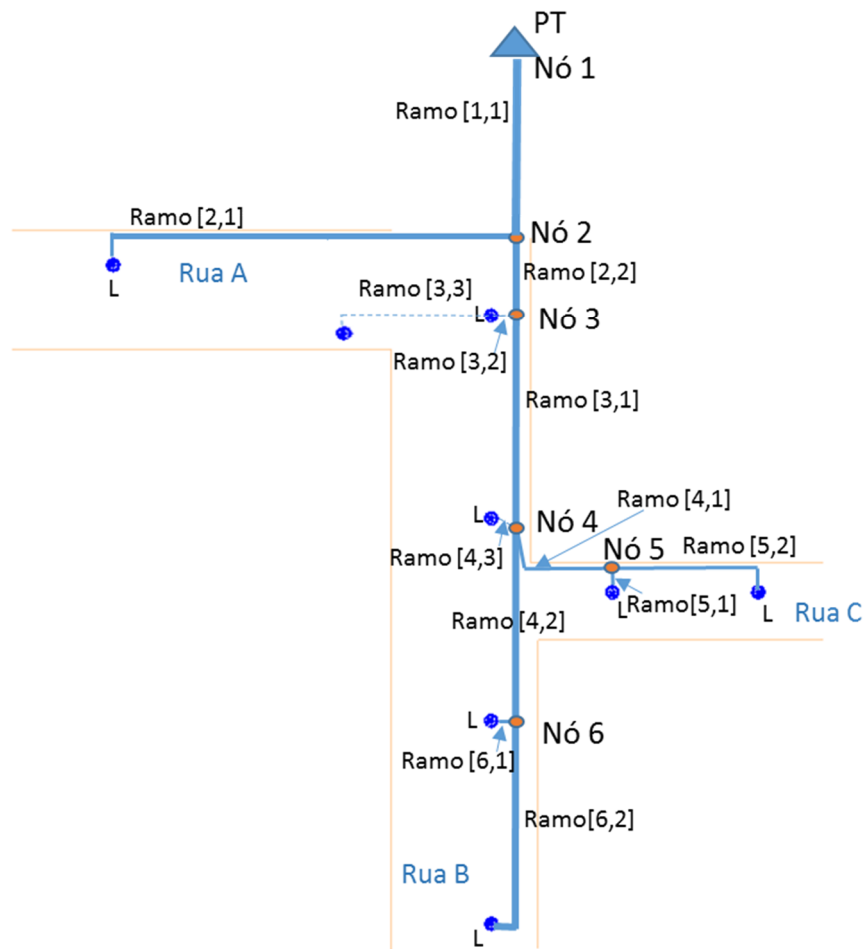 PT
Nó 1
Ramo [1,1]
Ramo [2,1]
Nó 2
Rua A
Ramo [2,2]
L
Ramo [3,3]
L
Nó 3
Ramo [3,2]
Ramo [3,1]
Ramo [4,1]
L
Nó 4
Ramo [4,3]
Nó 5
Ramo [5,2]
L
Ramo[5,1]
L
Rua C
Ramo [4,2]
L
Nó 6
Ramo [6,1]
Ramo[6,2]
Rua B
L